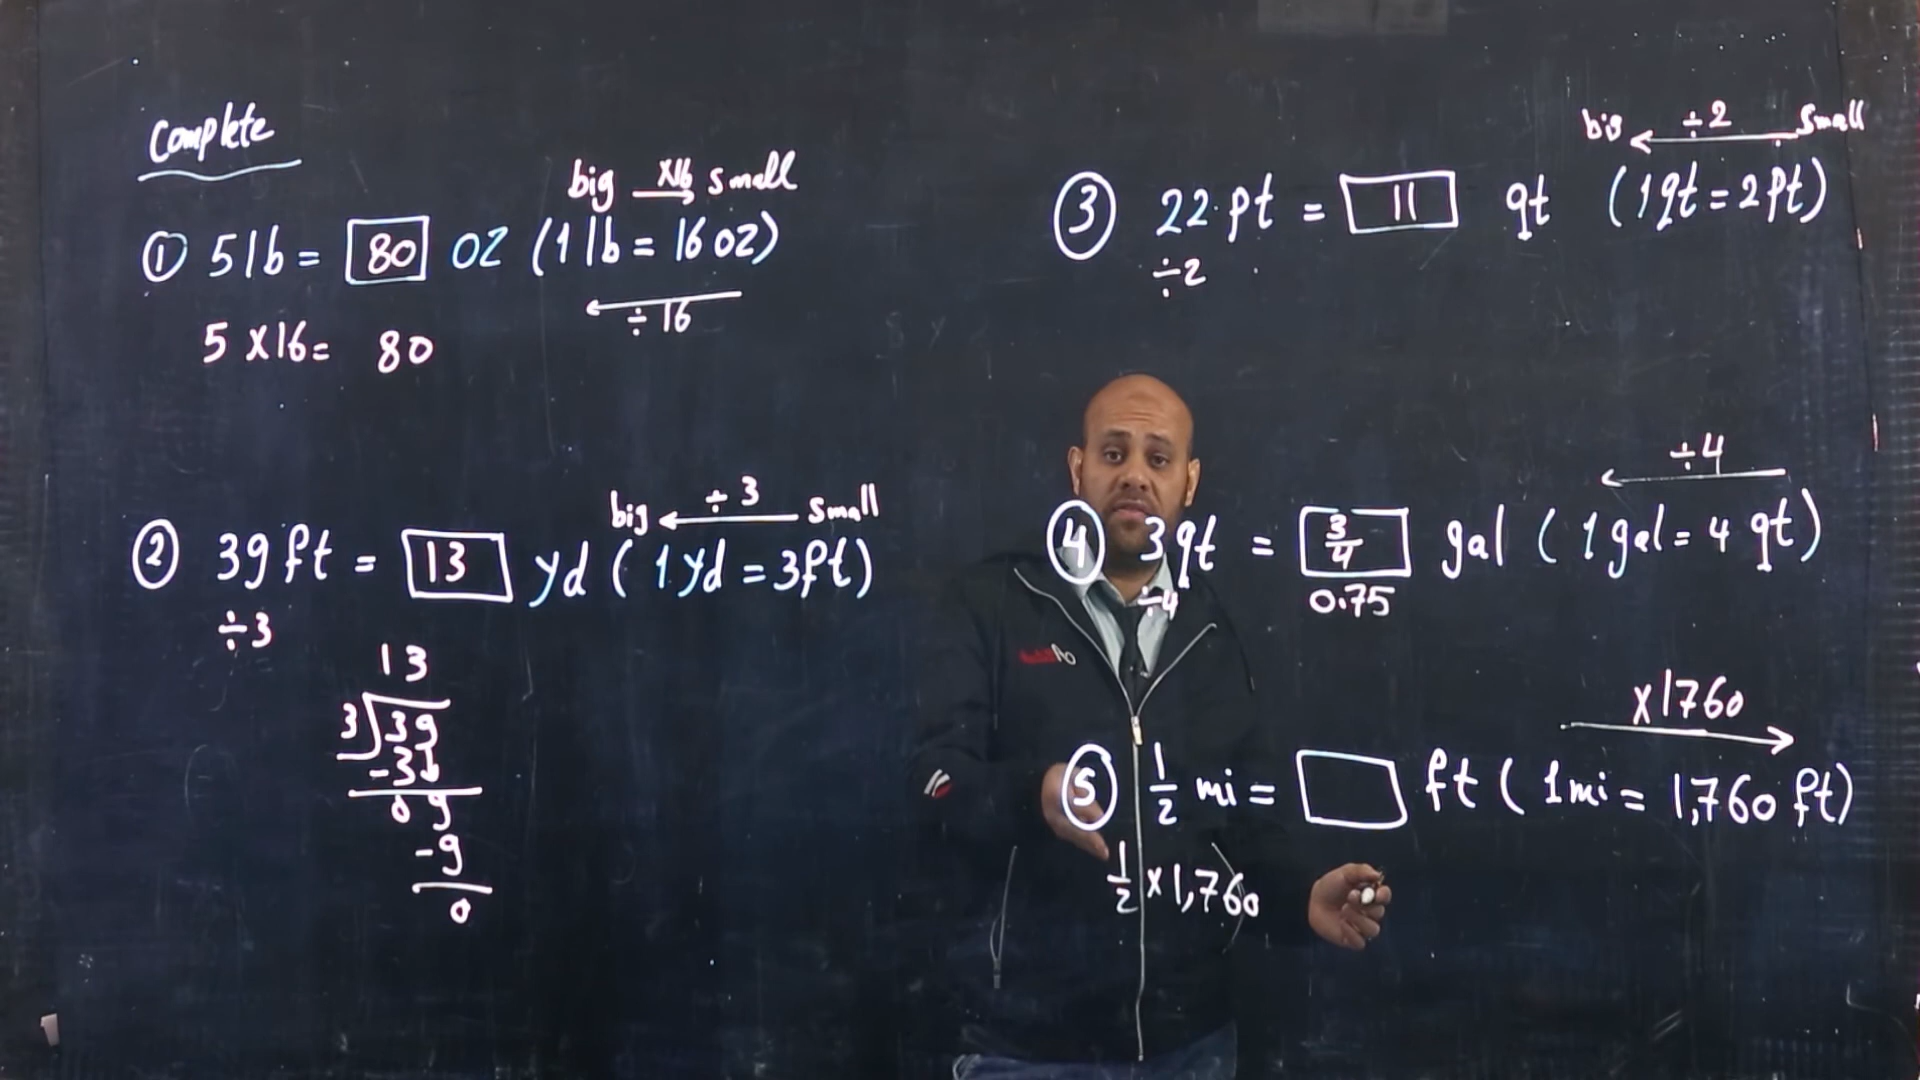 Complete
big ×16 small
① 5 lb = 80 oz (1 lb = 16 oz)
÷ 16
5 × 16 = 80
big ÷ 3 small
② 39 ft = 13 yd (1 yd = 3 ft)
÷3
13
3 39
-3
0 9
-9
0
big ÷2 small
③ 22 pt = 11 qt (1 qt = 2 pt)
÷2
÷4
④ 3 qt = 3/4 gal (1 gal = 4 qt)
÷4 0.75
×1760
⑤ 1/2 mi = ft (1 mi = 1,760 ft)
1/2 × 1,760